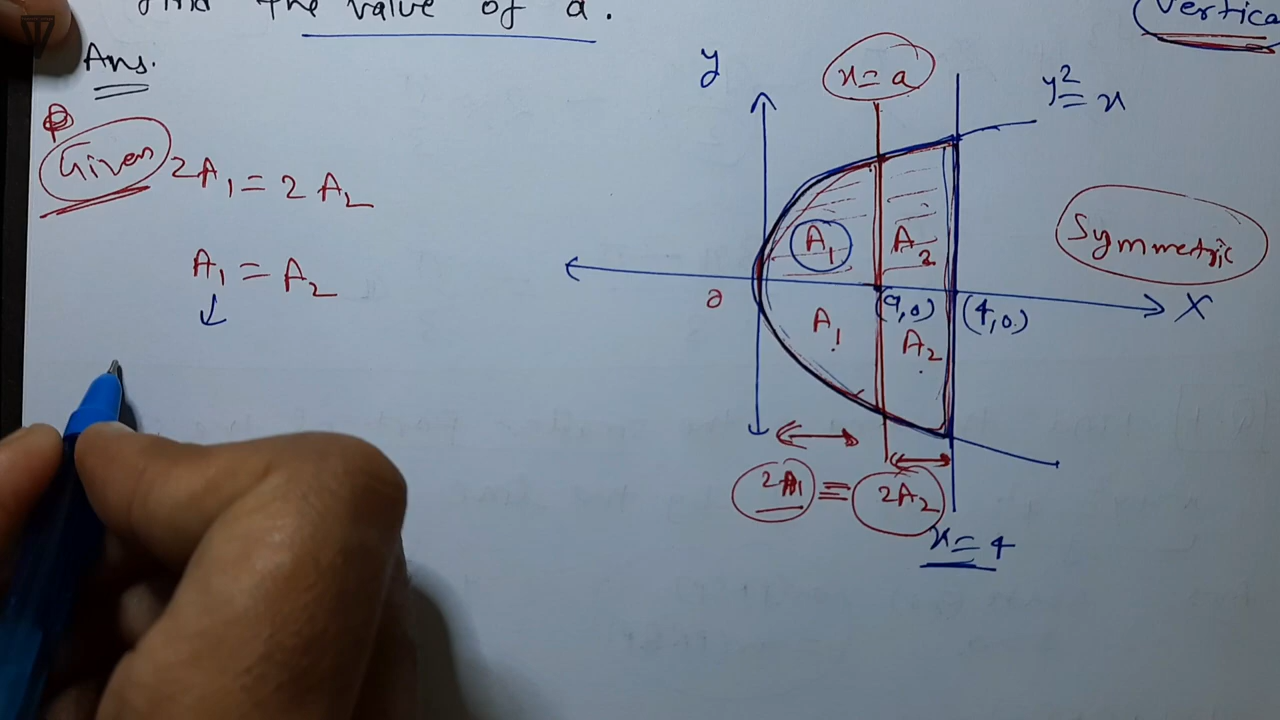 Find the value of a.
(Vertica
Ans.
Given 2A₁ = 2A₂
A₁ = A₂
y
x = a
y² = x
A₁
A₂
Symmetric
(a,0)
(4,0)
X
A₁
A₂
2A₁ = 2A₂
x = 4